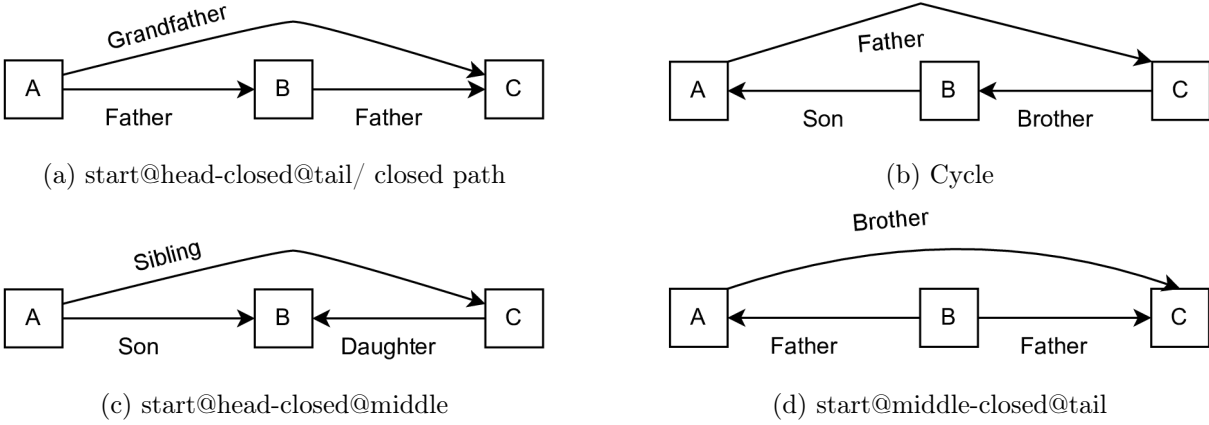 Grandfather
A
B
C
Father
Father
(a) start@head-closed@tail/ closed path
Father
A
B
C
Son
Brother
(b) Cycle
Sibling
A
B
C
Son
Daughter
(c) start@head-closed@middle
Brother
A
B
C
Father
Father
(d) start@middle-closed@tail